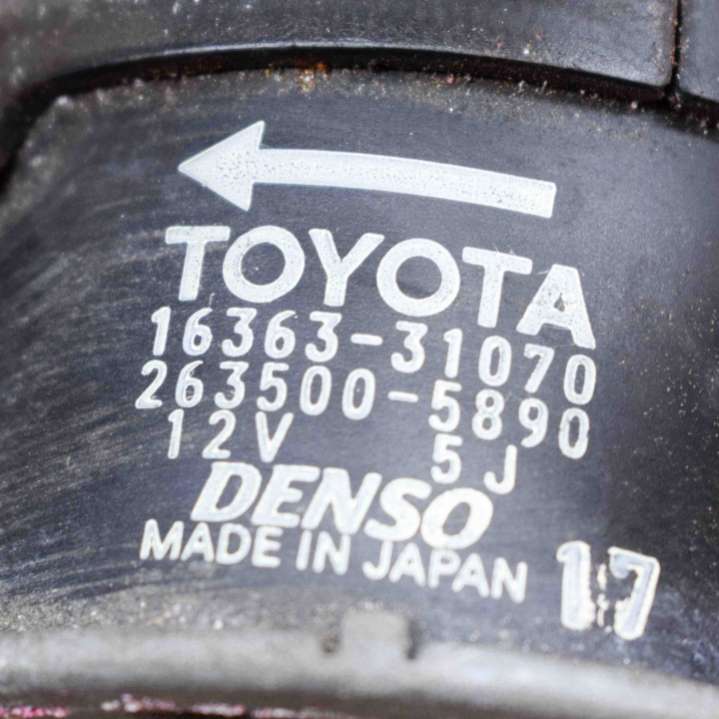 TOYOTA
16363-31070
263500-5890
12V 5J
DENSO
MADE IN JAPAN
17